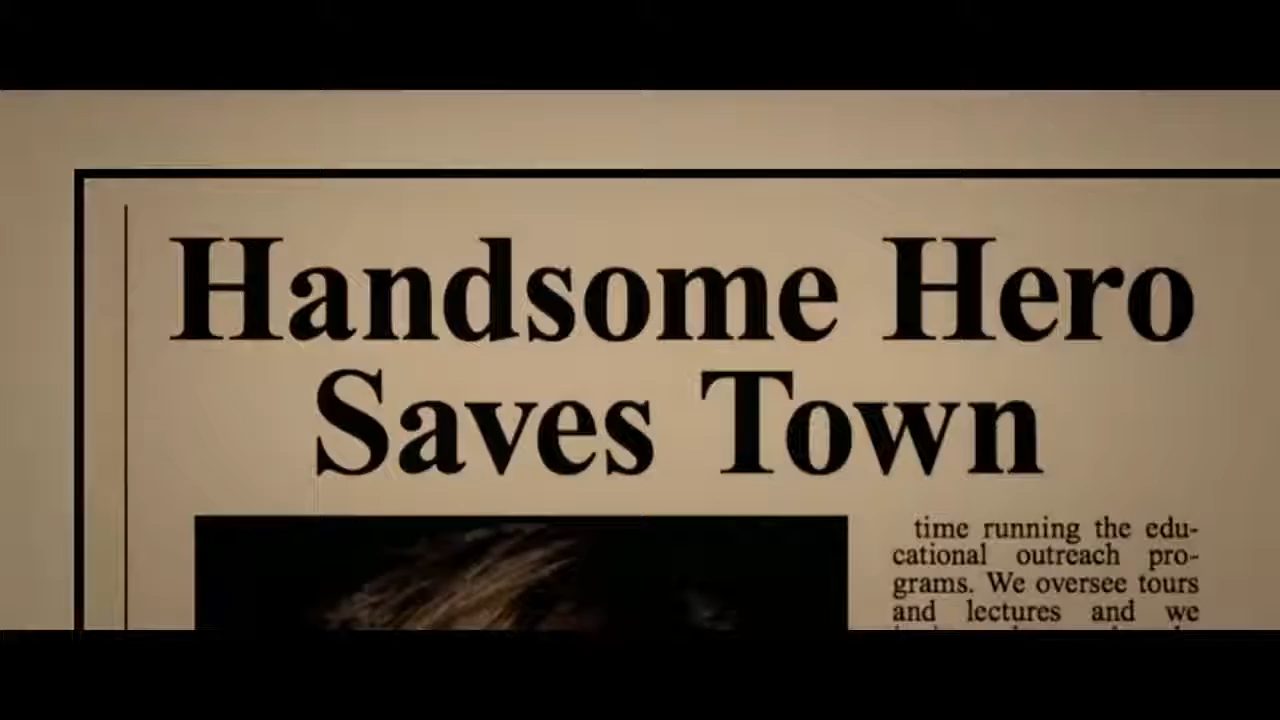 Handsome Hero
Saves Town
time running the edu-
cational outreach pro-
grams. We oversee tours
and lectures and we